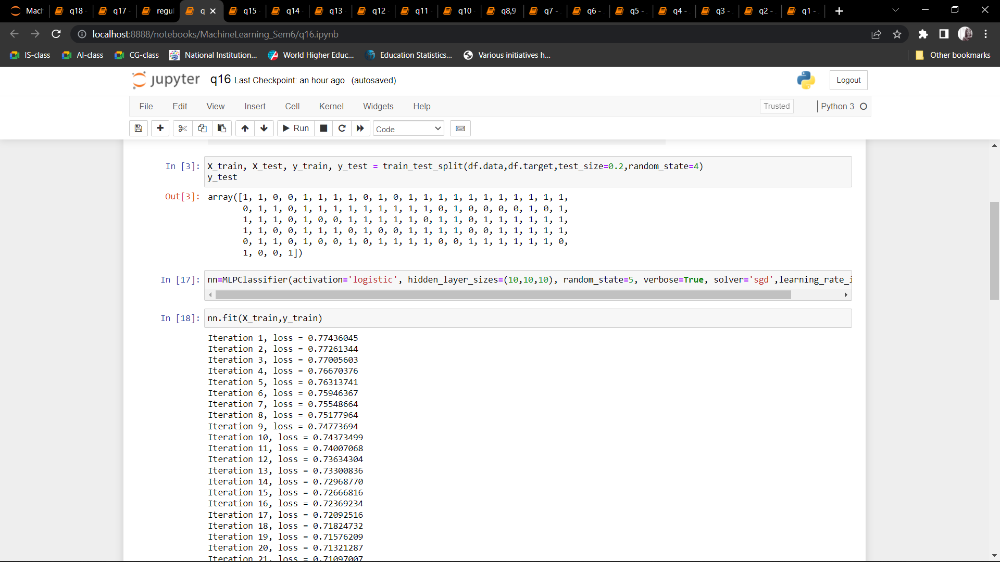 Mach q18 - q17 - regul q q15 - q14 - q13 - q12 - q11 - q10 - q8,9 q7 - q6 - q5 - q4 - q3 - q2 - q1 -
localhost:8888/notebooks/MachineLearning_Sem6/q16.ipynb
IS-class AI-class CG-class National Institution... World Higher Educ... Education Statistics... Various initiatives h... Other bookmarks
jupyter q16 Last Checkpoint: an hour ago (autosaved) Logout
File Edit View Insert Cell Kernel Widgets Help Trusted Python 3
Run Code
In [3]: X_train, X_test, y_train, y_test = train_test_split(df.data,df.target,test_size=0.2,random_state=4)
y_test
Out[3]: array([1, 1, 0, 0, 1, 1, 1, 1, 0, 1, 0, 1, 1, 1, 1, 1, 1, 1, 1, 1, 1, 1,
0, 1, 1, 0, 1, 1, 1, 1, 1, 1, 1, 1, 1, 0, 1, 0, 0, 0, 0, 1, 0, 1,
1, 1, 1, 0, 1, 0, 0, 1, 1, 1, 1, 1, 0, 1, 1, 0, 1, 1, 1, 1, 1, 1,
1, 1, 0, 0, 1, 1, 1, 0, 1, 0, 0, 1, 1, 1, 1, 0, 0, 1, 1, 1, 1, 1,
0, 1, 1, 0, 1, 0, 0, 1, 0, 1, 1, 1, 1, 0, 0, 1, 1, 1, 1, 1, 1, 0,
1, 0, 0, 1])
In [17]: nn=MLPClassifier(activation='logistic', hidden_layer_sizes=(10,10,10), random_state=5, verbose=True, solver='sgd',learning_rate_i
In [18]: nn.fit(X_train,y_train)
Iteration 1, loss = 0.77436045
Iteration 2, loss = 0.77261344
Iteration 3, loss = 0.77005603
Iteration 4, loss = 0.76670376
Iteration 5, loss = 0.76313741
Iteration 6, loss = 0.75946367
Iteration 7, loss = 0.75548664
Iteration 8, loss = 0.75177964
Iteration 9, loss = 0.74773694
Iteration 10, loss = 0.74373499
Iteration 11, loss = 0.74007068
Iteration 12, loss = 0.73634304
Iteration 13, loss = 0.73300836
Iteration 14, loss = 0.72968770
Iteration 15, loss = 0.72666816
Iteration 16, loss = 0.72369234
Iteration 17, loss = 0.72092516
Iteration 18, loss = 0.71824732
Iteration 19, loss = 0.71576209
Iteration 20, loss = 0.71321287
Iteration 21, loss = 0.71097007